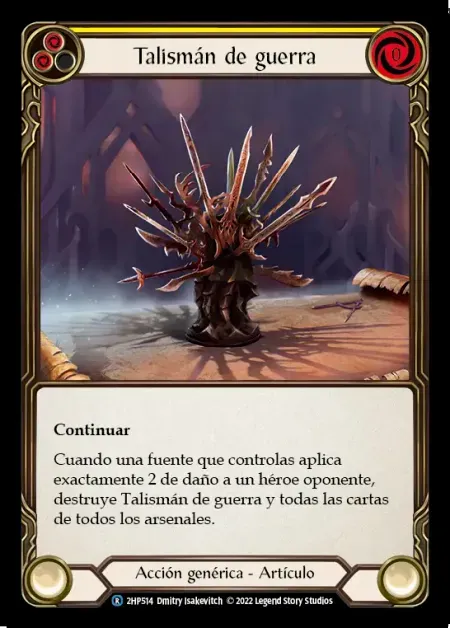 Talismán de guerra
0
Continuar
Cuando una fuente que controlas aplica
exactamente 2 de daño a un héroe oponente,
destruye Talismán de guerra y todas las cartas
de todos los arsenales.
Acción genérica - Artículo
R 2HP514 Dmitry Isakevitch © 2022 Legend Story Studios